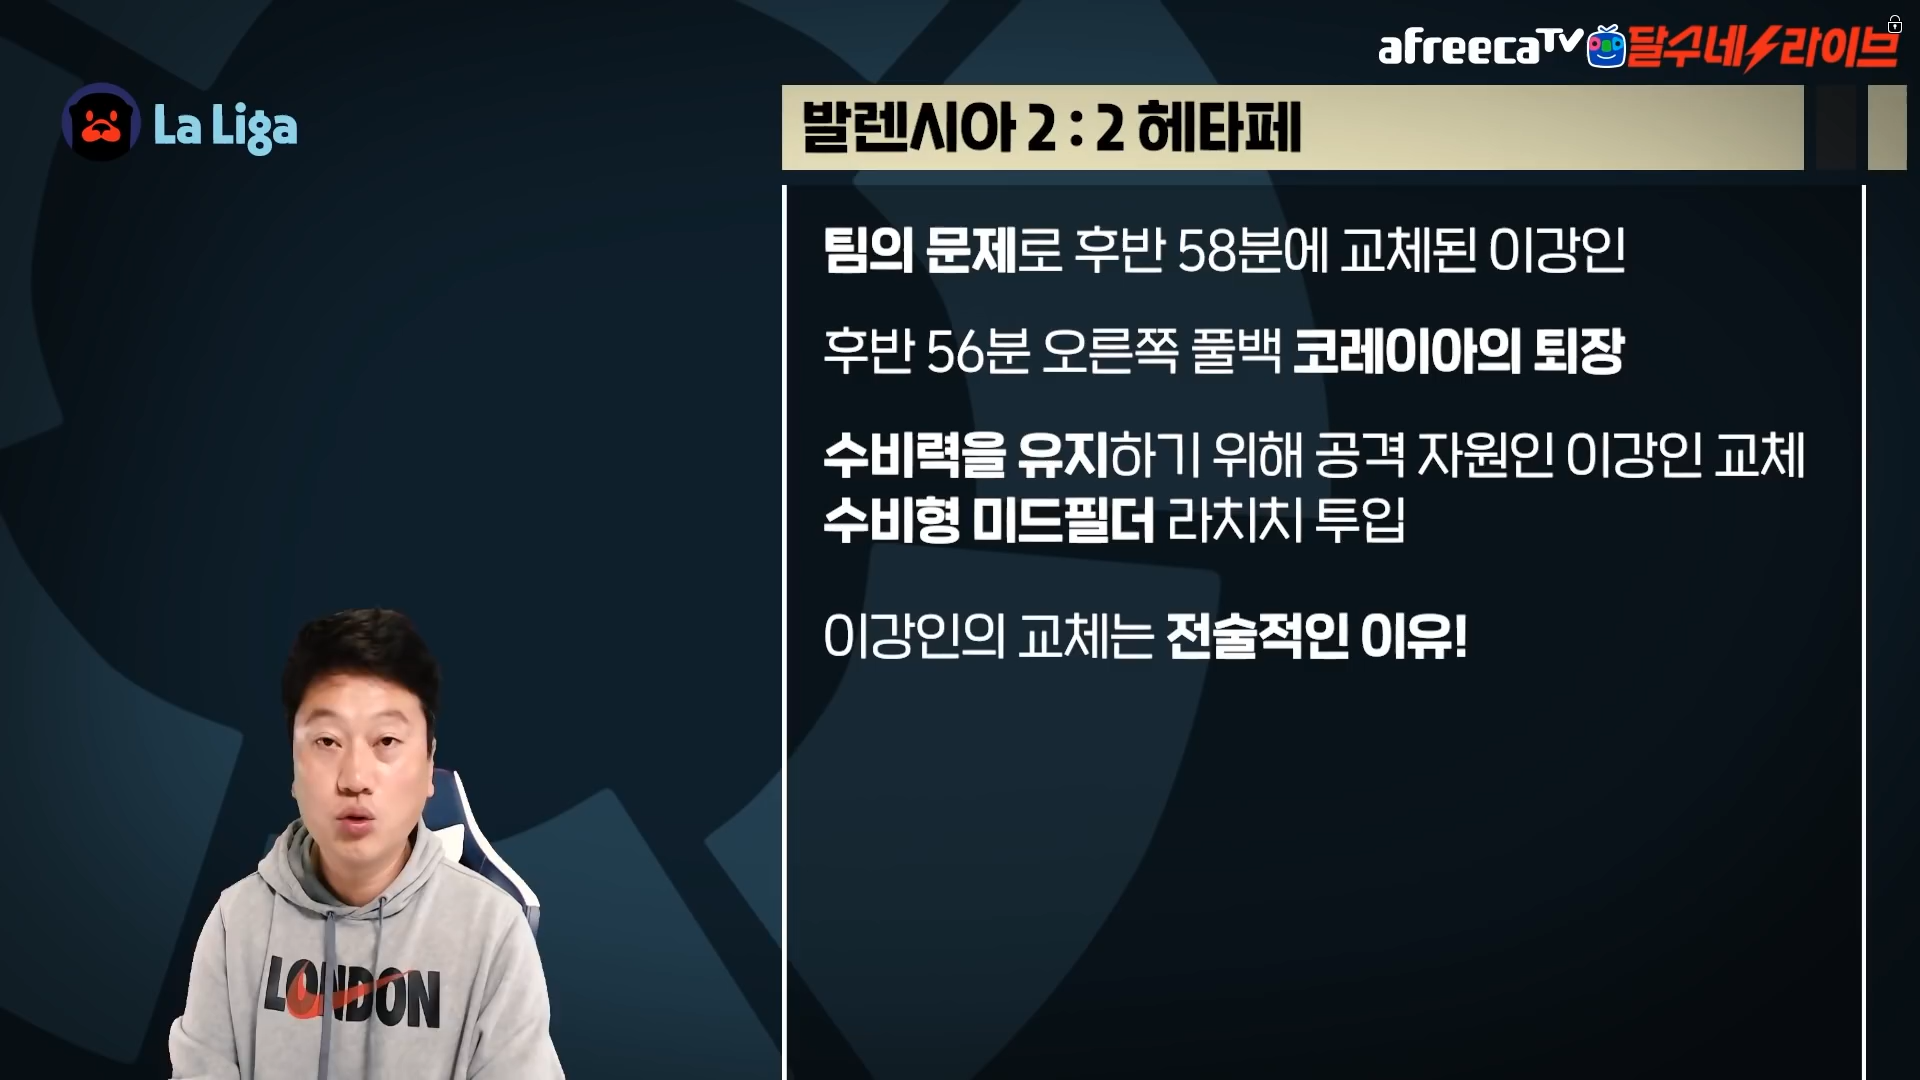 afreecaTV 달수네라이브
La Liga
발렌시아 2 : 2 헤타페
팀의 문제로 후반 58분에 교체된 이강인
후반 56분 오른쪽 풀백 코레이아의 퇴장
수비력을 유지하기 위해 공격 자원인 이강인 교체
수비형 미드필더 라치치 투입
이강인의 교체는 전술적인 이유!
LONDON